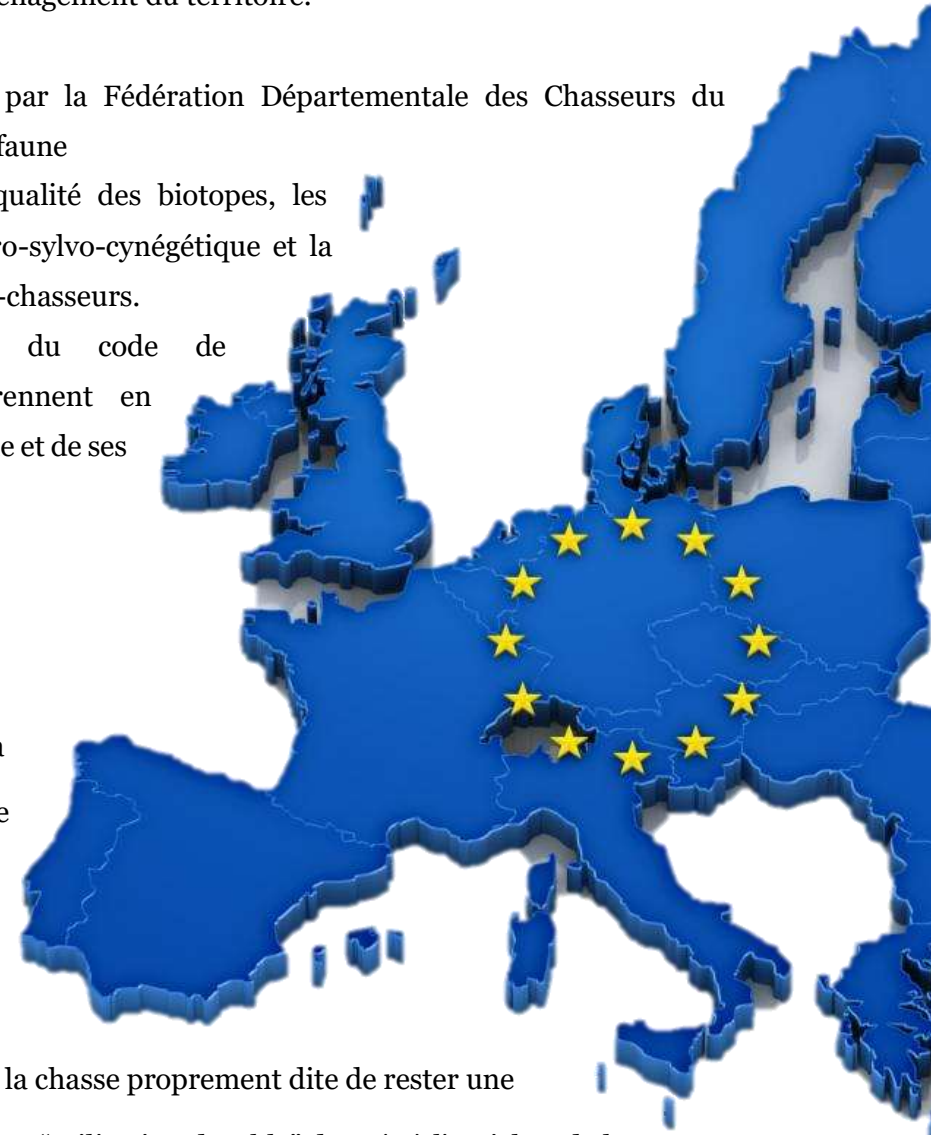 énagement du territoire.
par la Fédération Départementale des Chasseurs du
faune
qualité des biotopes, les
ro-sylvo-cynégétique et la
-chasseurs.
du code de
rennent en
e et de ses
e
la chasse proprement dite de rester une